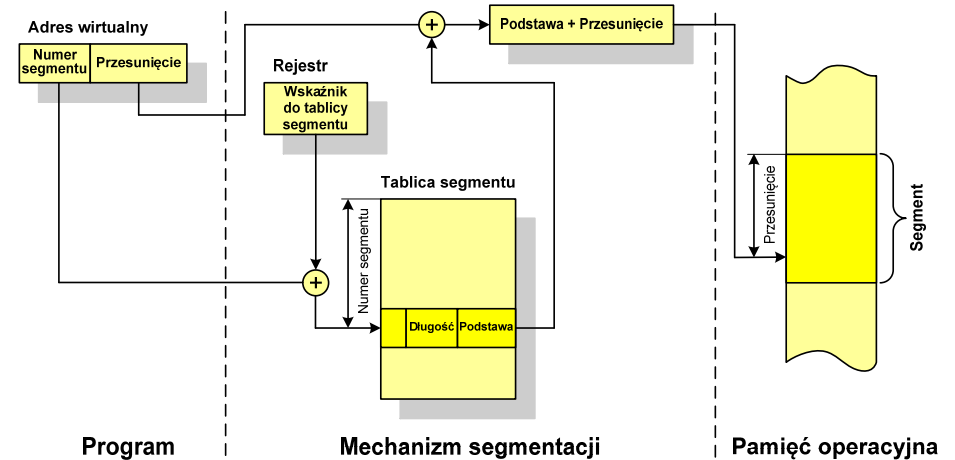 Adres wirtualny
Numer
segmentu
Przesunięcie
Rejestr
Wskaźnik
do tablicy
segmentu
+
Podstawa + Przesunięcie
Tablica segmentu
Numer segmentu
+
Długość
Podstawa
Przesunięcie
Segment
Program
Mechanizm segmentacji
Pamięć operacyjna